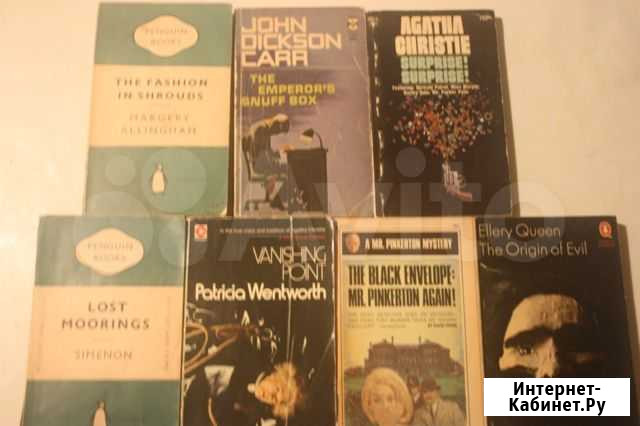 PENGUIN
BOOKS
THE FASHION
IN SHROUDS
MARGERY
ALLINGHAM
JOHN
DICKSON
CARR
THE
EMPEROR'S
SNUFF BOX
AGATHA
CHRISTIE
SURPRISE!
SURPRISE!
PENGUIN
BOOKS
LOST
MOORINGS
SIMENON
VANISHING
POINT
Patricia Wentworth
A MR. PINKERTON MYSTERY
THE BLACK ENVELOPE:
MR. PINKERTON AGAIN!
Ellery Queen
The Origin of Evil
Avito
Интернет-
Кабинет.Ру